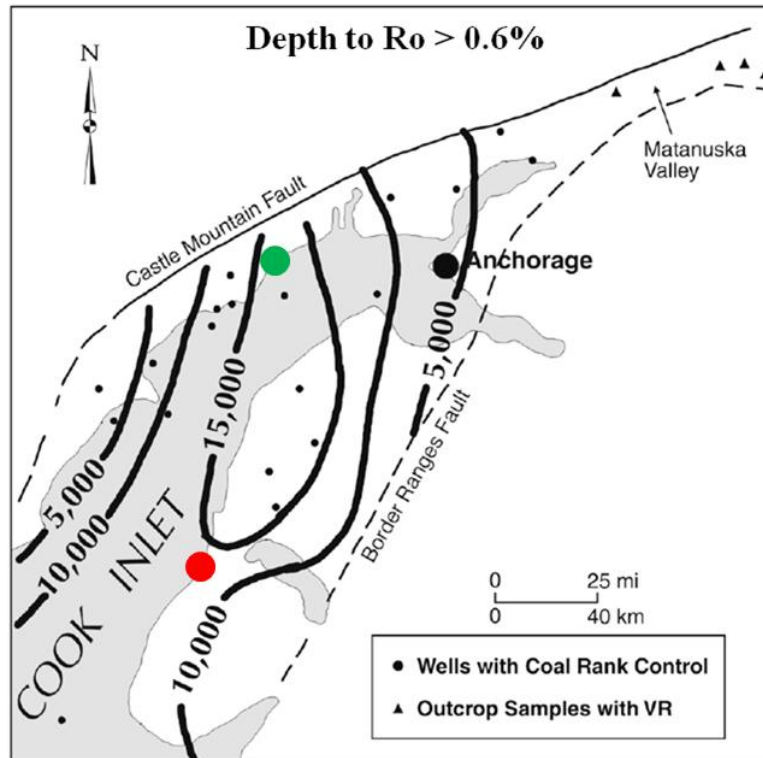 Depth to Ro > 0.6%
N
Matanuska
Valley
Castle Mountain Fault
Anchorage
5,000
15,000
Border Ranges Fault
5,000
10,000
COOK INLET
10,000
0 25 mi
0 40 km
Wells with Coal Rank Control
Outcrop Samples with VR